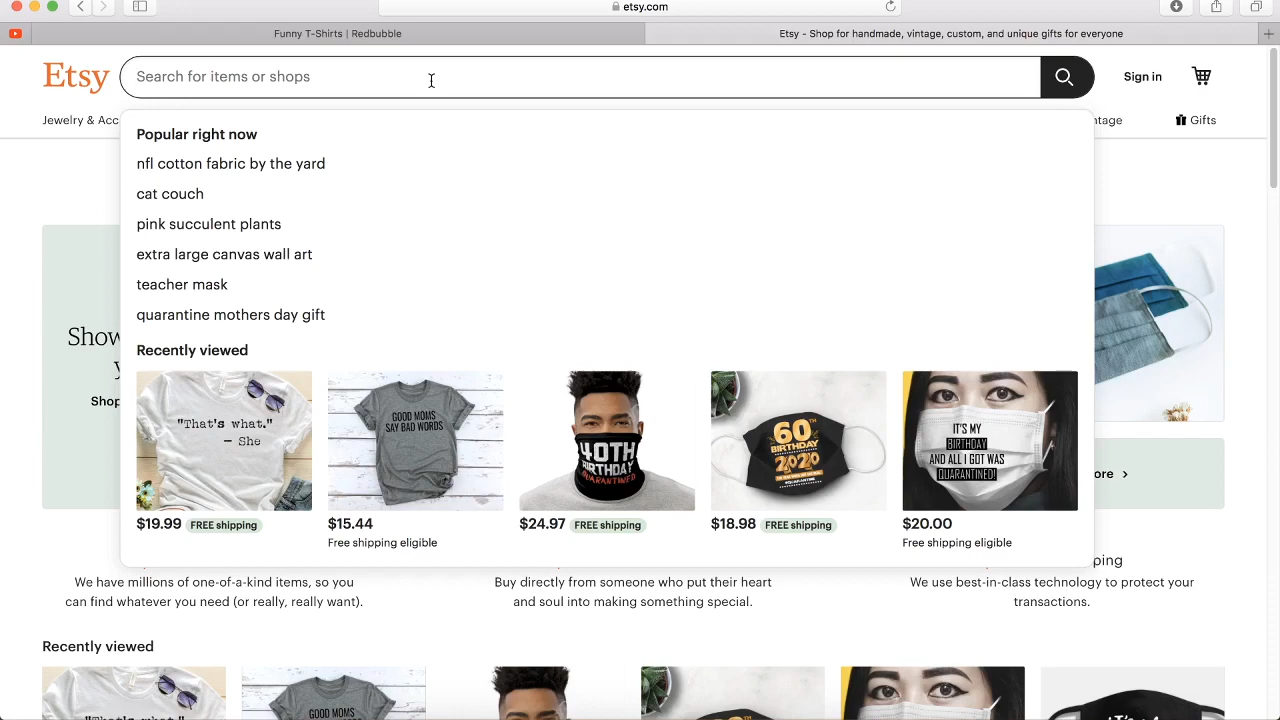 etsy.com
Funny T-Shirts | Redbubble
Etsy - Shop for handmade, vintage, custom, and unique gifts for everyone
Etsy
Search for items or shops
Sign in
Jewelry & Acc
ntage
Gifts
Popular right now
nfl cotton fabric by the yard
cat couch
pink succulent plants
extra large canvas wall art
teacher mask
quarantine mothers day gift
Show
y
Shop
ore
Recently viewed
"That's what."
— She
GOOD MOMS
SAY BAD WORDS
40TH
BIRTHDAY
QUARANTINED
60TH
BIRTHDAY
2020
IT'S MY
BIRTHDAY
AND ALL I GOT WAS
QUARANTINED!
$19.99 FREE shipping
$15.44
Free shipping eligible
$24.97 FREE shipping
$18.98 FREE shipping
$20.00
Free shipping eligible
We have millions of one-of-a-kind items, so you
can find whatever you need (or really, really want).
Buy directly from someone who put their heart
and soul into making something special.
ping
We use best-in-class technology to protect your
transactions.
Recently viewed
"That's what."
GOOD MOMS